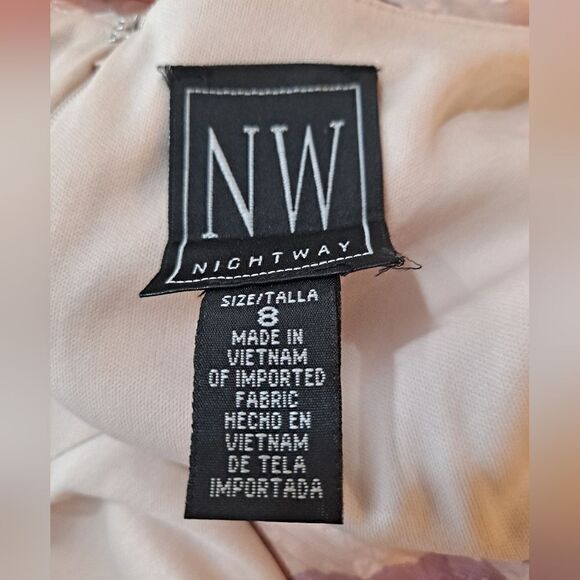 NW
NIGHTWAY
SIZE/TALLA
8
MADE IN
VIETNAM
OF IMPORTED
FABRIC
HECHO EN
VIETNAM
DE TELA
IMPORTADA